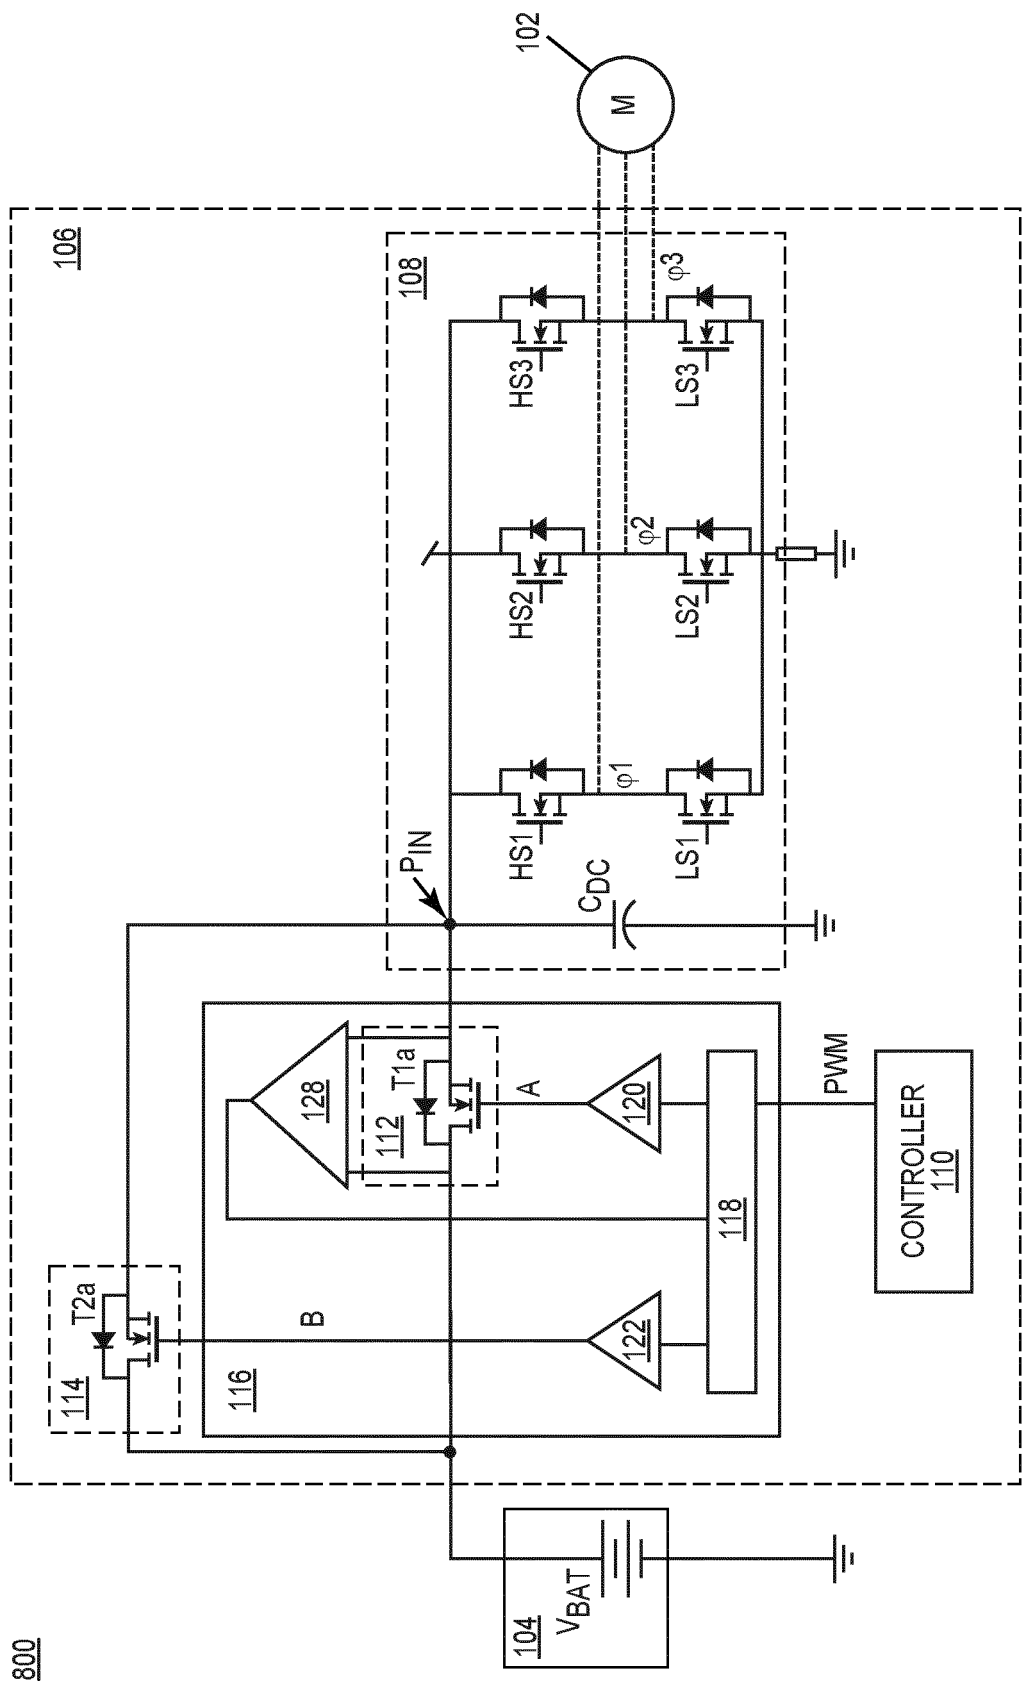 800
106
102
M
108
114
T2a
116
B
128
112
T1a
A
P_IN
C_DC
HS1
HS2
HS3
φ1
φ2
φ3
LS1
LS2
LS3
122
120
118
PWM
CONTROLLER
110
104
V_BAT